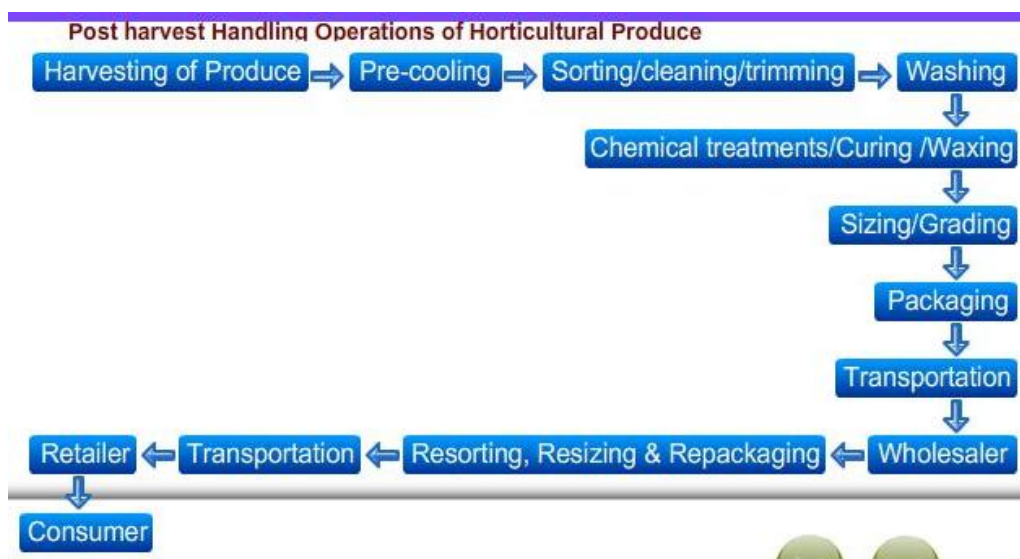 Post harvest Handling Operations of Horticultural Produce
Harvesting of Produce
Pre-cooling
Sorting/cleaning/trimming
Washing
Chemical treatments/Curing /Waxing
Sizing/Grading
Packaging
Transportation
Wholesaler
Resorting, Resizing & Repackaging
Transportation
Retailer
Consumer